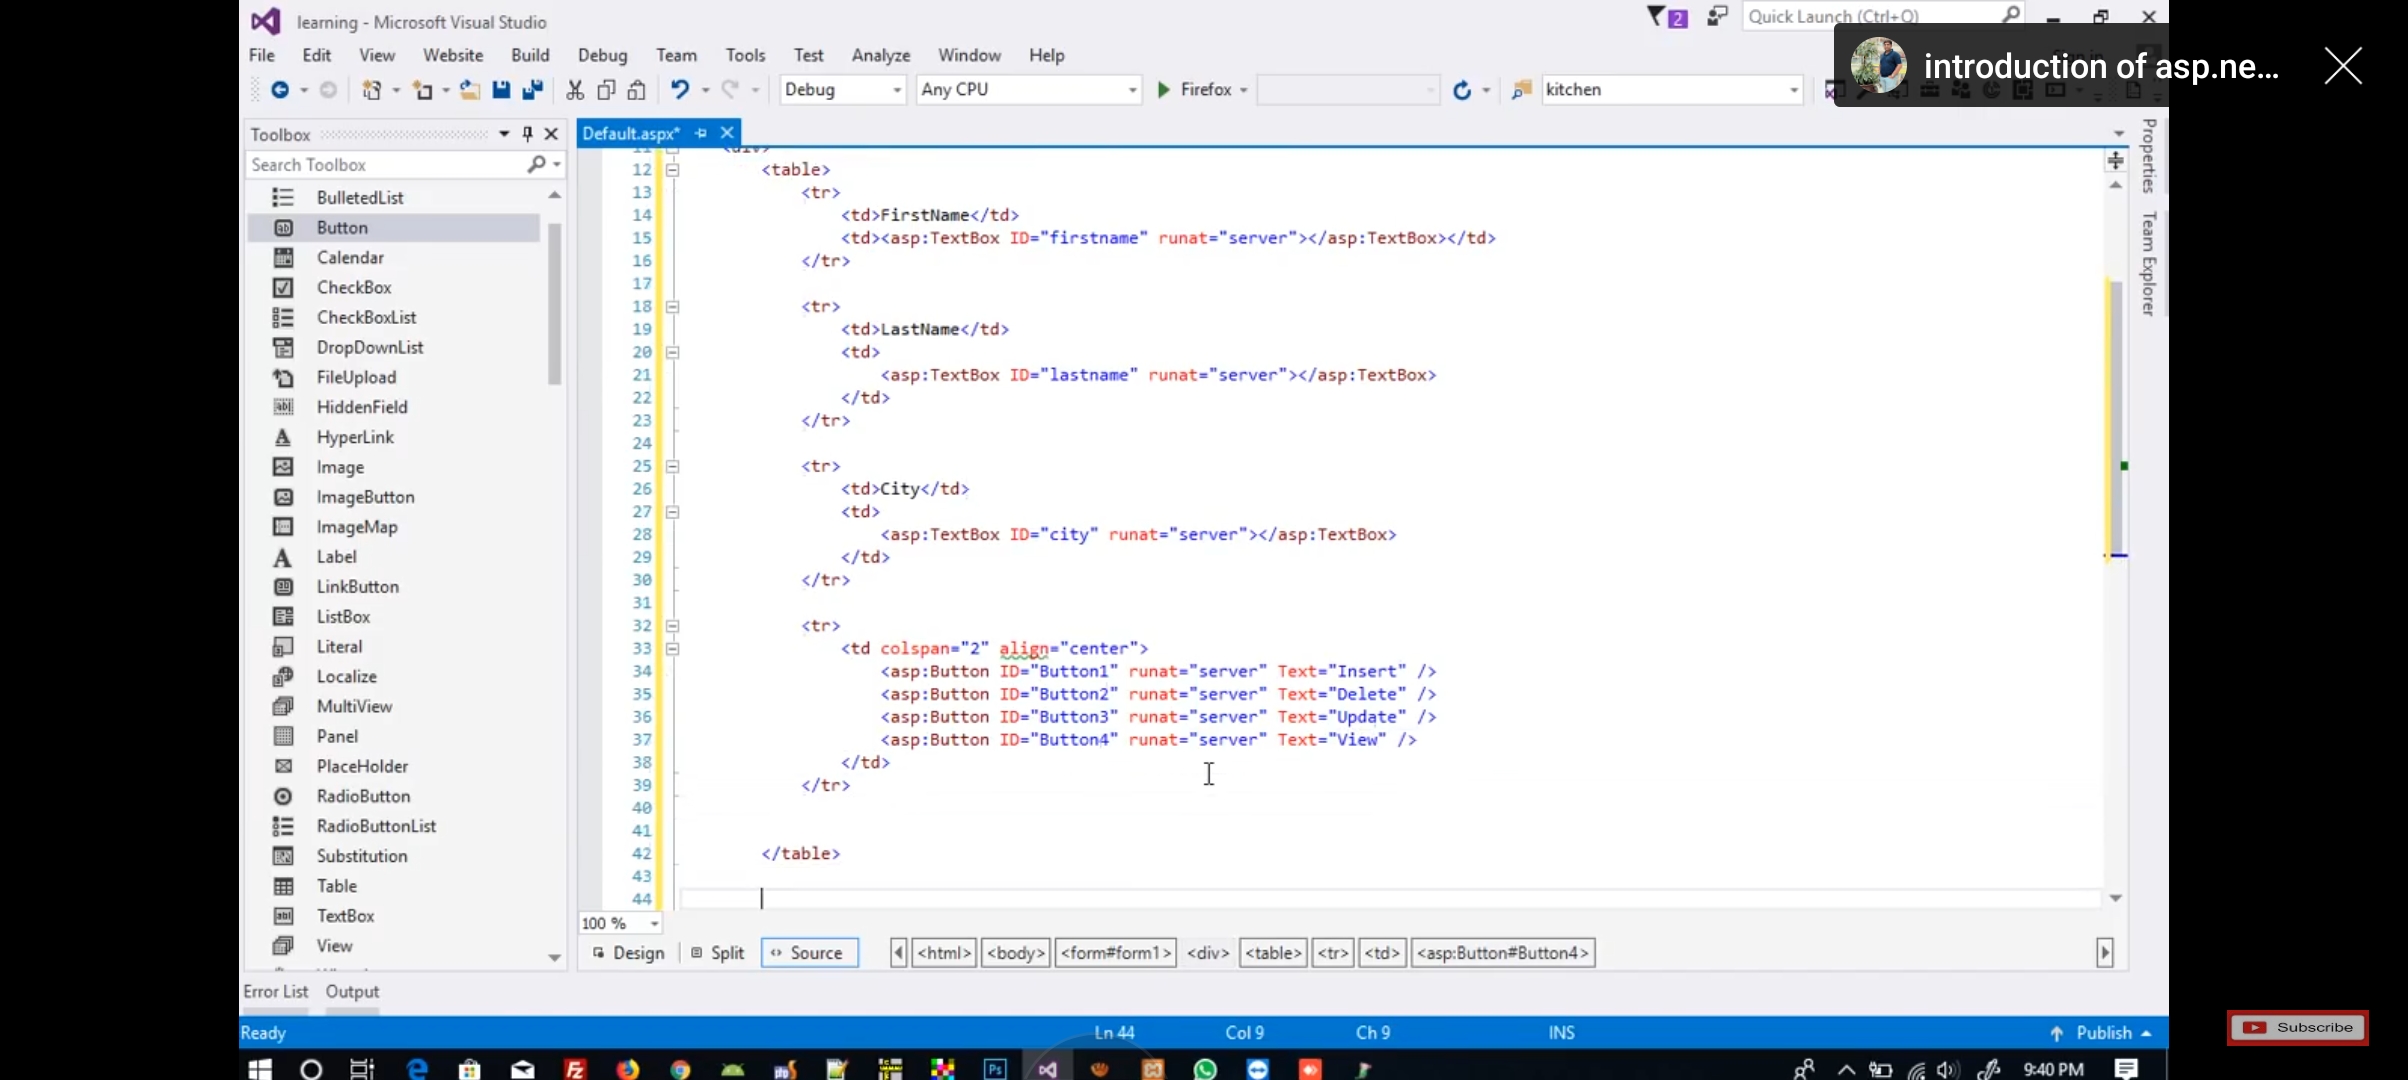 learning - Microsoft Visual Studio
2
Quick Launch (Ctrl+Q)
introduction of asp.ne...
File Edit View Website Build Debug Team Tools Test Analyze Window Help
Debug Any CPU Firefox kitchen
Toolbox
Search Toolbox
BulletedList
Button
Calendar
CheckBox
CheckBoxList
DropDownList
FileUpload
HiddenField
HyperLink
Image
ImageButton
ImageMap
Label
LinkButton
ListBox
Literal
Localize
MultiView
Panel
PlaceHolder
RadioButton
RadioButtonList
Substitution
Table
TextBox
View
Default.aspx*
11 <div>
12 <table>
13 <tr>
14 <td>FirstName</td>
15 <td><asp:TextBox ID="firstname" runat="server"></asp:TextBox></td>
16 </tr>
17
18 <tr>
19 <td>LastName</td>
20 <td>
21 <asp:TextBox ID="lastname" runat="server"></asp:TextBox>
22 </td>
23 </tr>
24
25 <tr>
26 <td>City</td>
27 <td>
28 <asp:TextBox ID="city" runat="server"></asp:TextBox>
29 </td>
30 </tr>
31
32 <tr>
33 <td colspan="2" align="center">
34 <asp:Button ID="Button1" runat="server" Text="Insert" />
35 <asp:Button ID="Button2" runat="server" Text="Delete" />
36 <asp:Button ID="Button3" runat="server" Text="Update" />
37 <asp:Button ID="Button4" runat="server" Text="View" />
38 </td>
39 </tr>
40
41
42 </table>
43
44
100 %
Design Split Source <html> <body> <form#form1> <div> <table> <tr> <td> <asp:Button#Button4>
Properties
Team Explorer
Error List Output
Ready Ln 44 Col 9 Ch 9 INS Publish
Subscribe
Fz Ps 9:40 PM